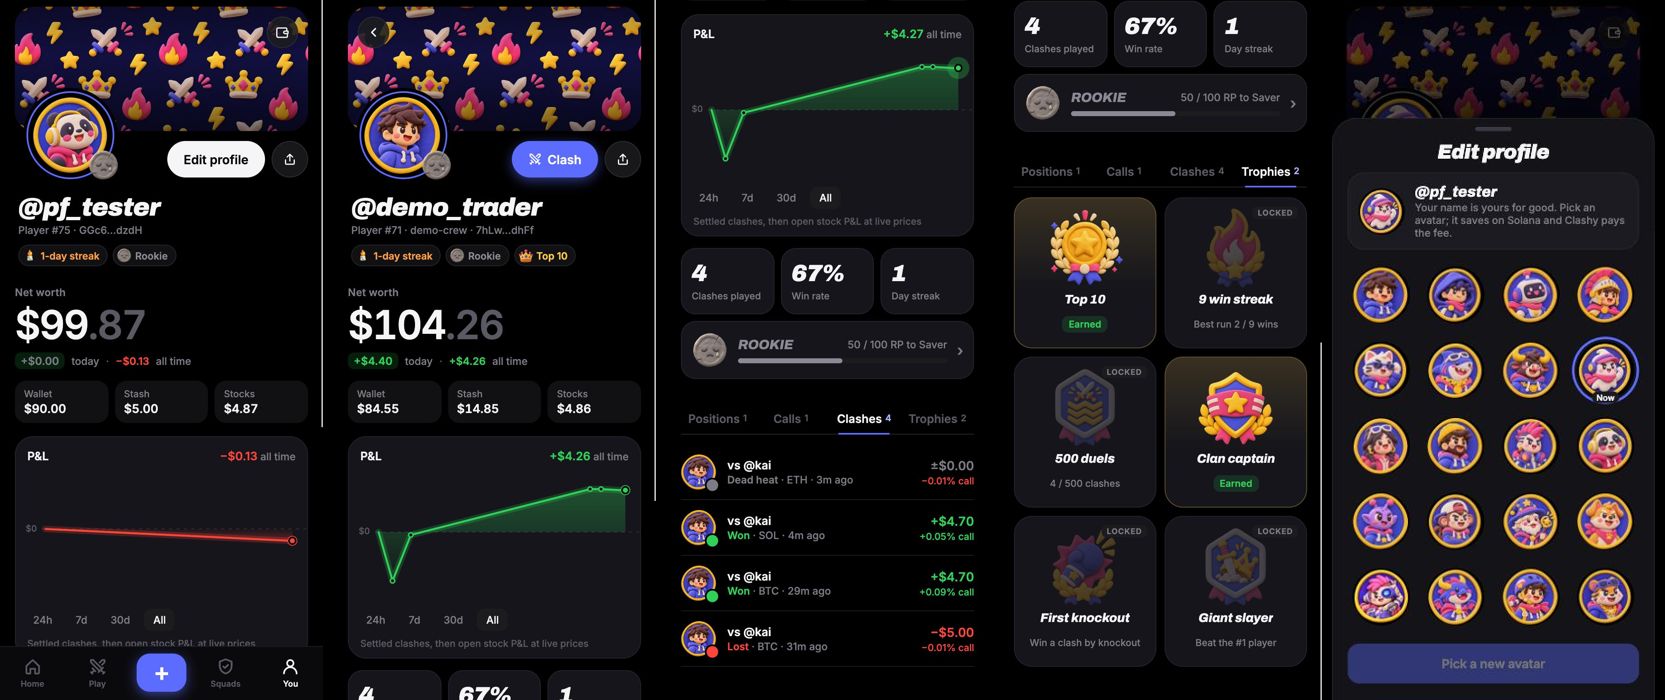 Edit profile
@pf_tester
Player #75 · GGc6...dzdH
1-day streak
Rookie
Net worth
$99.87
+$0.00 today · −$0.13 all time
Wallet
$90.00
Stash
$5.00
Stocks
$4.87
P&L
−$0.13 all time
$0
24h
7d
30d
All
Settled clashes, then open stock P&L at live prices
Home
Play
+
Squads
You
Clash
@demo_trader
Player #71 · demo-crew · 7hLw...dhFf
1-day streak
Rookie
Top 10
Net worth
$104.26
+$4.40 today · +$4.26 all time
Wallet
$84.55
Stash
$14.85
Stocks
$4.86
P&L
+$4.26 all time
$0
24h
7d
30d
All
Settled clashes, then open stock P&L at live prices
4
67%
1
P&L
+$4.27 all time
$0
24h
7d
30d
All
Settled clashes, then open stock P&L at live prices
4
Clashes played
67%
Win rate
1
Day streak
ROOKIE
50 / 100 RP to Saver
Positions 1
Calls 1
Clashes 4
Trophies 2
vs @kai
±$0.00
Dead heat · ETH · 3m ago
−0.01% call
vs @kai
+$4.70
Won · SOL · 4m ago
+0.05% call
vs @kai
+$4.70
Won · BTC · 29m ago
+0.09% call
vs @kai
−$5.00
Lost · BTC · 31m ago
−0.01% call
4
Clashes played
67%
Win rate
1
Day streak
ROOKIE
50 / 100 RP to Saver
Positions 1
Calls 1
Clashes 4
Trophies 2
Top 10
Earned
LOCKED
9 win streak
Best run 2 / 9 wins
LOCKED
500 duels
4 / 500 clashes
Clan captain
Earned
LOCKED
First knockout
Win a clash by knockout
LOCKED
Giant slayer
Beat the #1 player
Edit profile
@pf_tester
Your name is yours for good. Pick an
avatar; it saves on Solana and Clashy pays
the fee.
Now
Pick a new avatar